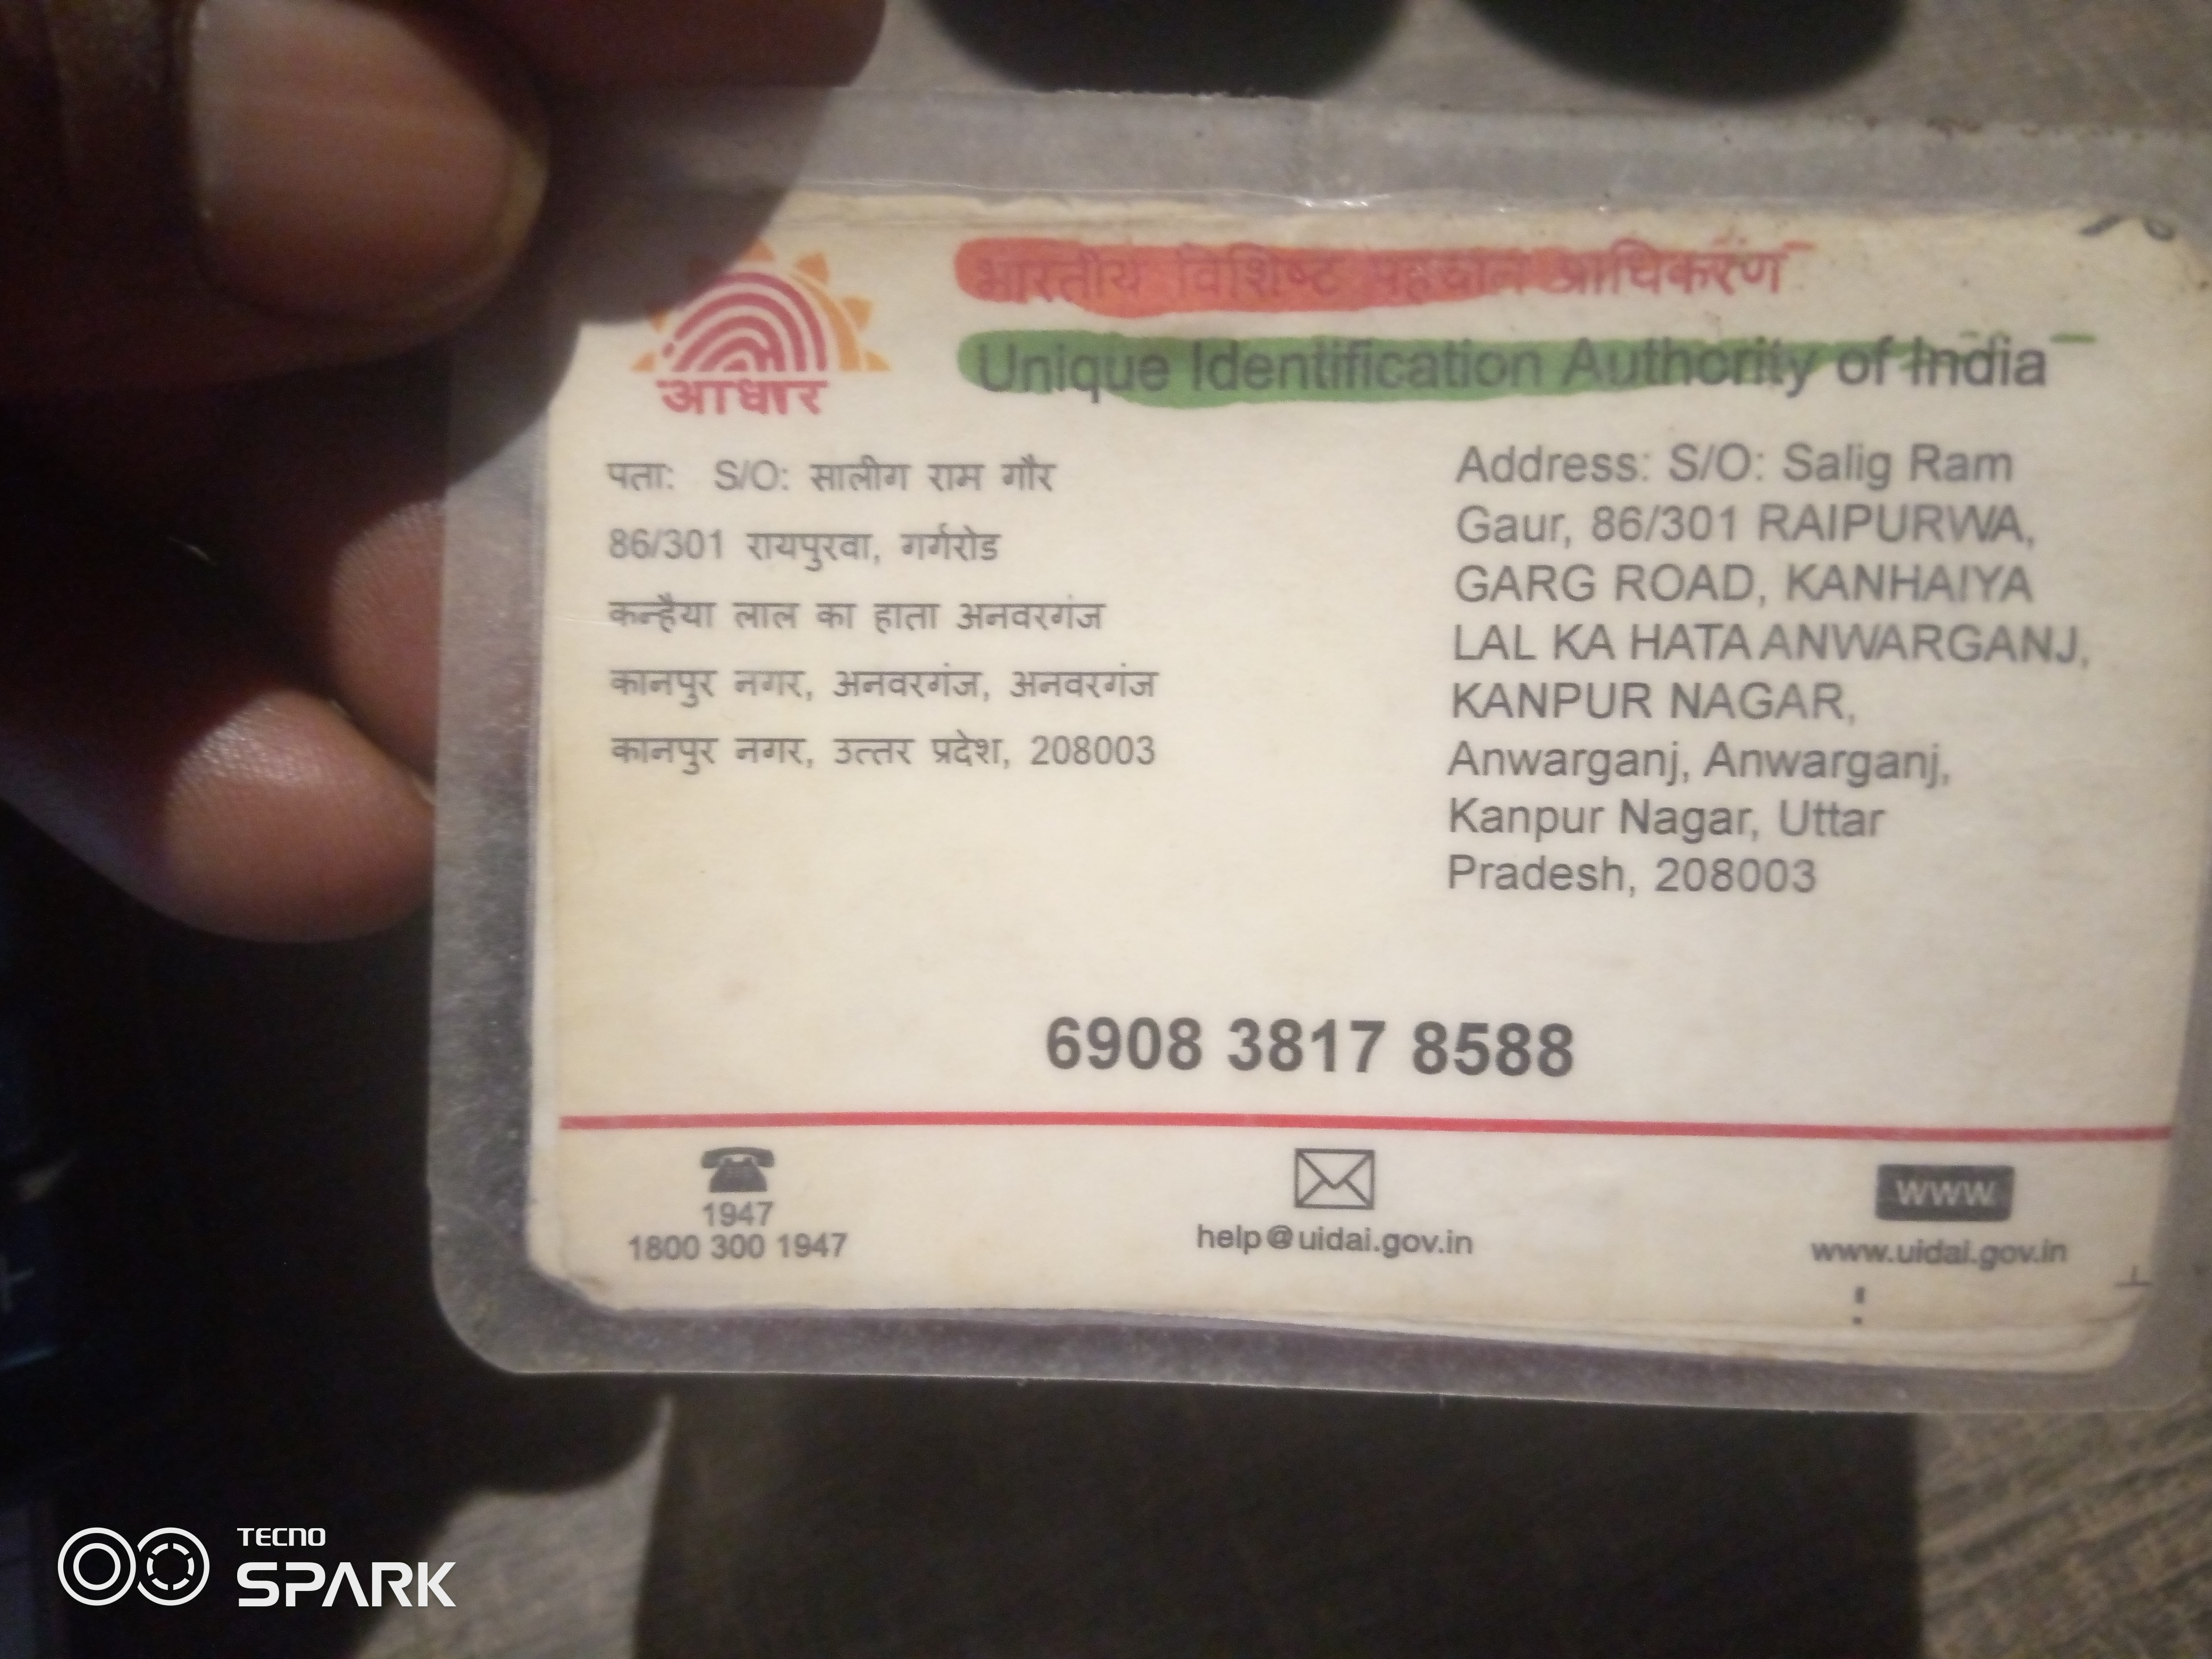 भारतीय विशिष्ट पहचान प्राधिकरण
Unique Identification Authority of India
आधार
पता: S/O: सालीग राम गौर
86/301 रायपुरवा, गर्गरोड
कन्हैया लाल का हाता अनवरगंज
कानपुर नगर, अनवरगंज, अनवरगंज
कानपुर नगर, उत्तर प्रदेश, 208003
Address: S/O: Salig Ram
Gaur, 86/301 RAIPURWA,
GARG ROAD, KANHAIYA
LAL KA HATA ANWARGANJ,
KANPUR NAGAR,
Anwarganj, Anwarganj,
Kanpur Nagar, Uttar
Pradesh, 208003
6908 3817 8588
1947
1800 300 1947
help@uidai.gov.in
www
www.uidai.gov.in
TECNO
SPARK